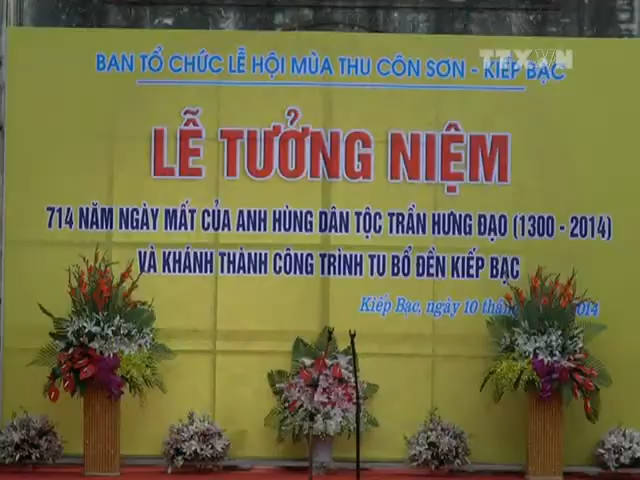 TTXVN
BAN TỔ CHỨC LỄ HỘI MÙA THU CÔN SƠN - KIẾP BẠC
LỄ TƯỞNG NIỆM
714 NĂM NGÀY MẤT CỦA ANH HÙNG DÂN TỘC TRẦN HƯNG ĐẠO (1300 - 2014)
VÀ KHÁNH THÀNH CÔNG TRÌNH TU BỔ ĐỀN KIẾP BẠC
Kiếp Bạc, ngày 10 2014